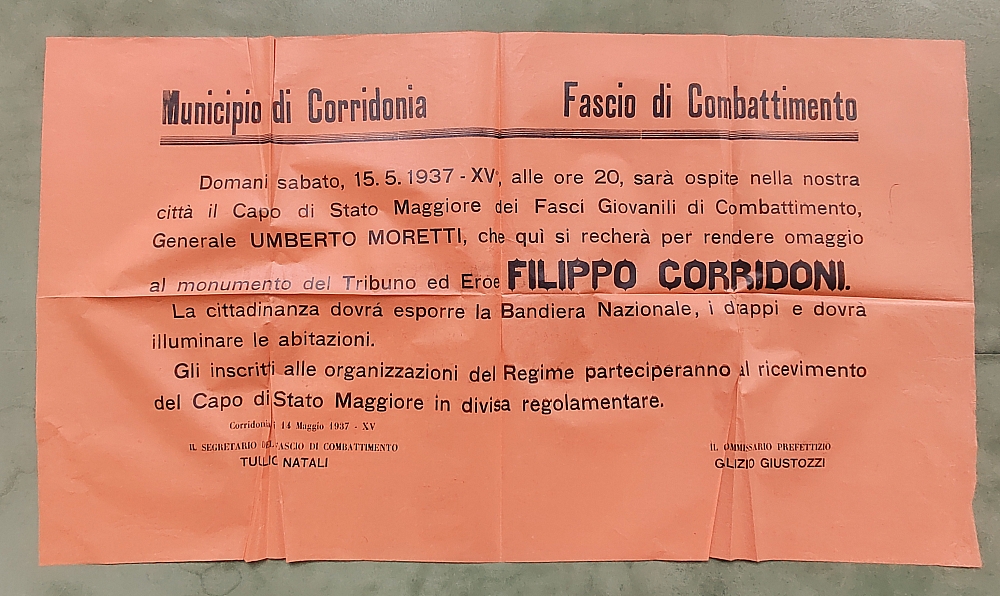 Municipio di Corridonia Fascio di Combattimento
Domani sabato, 15. 5. 1937 - XV°, alle ore 20, sarà ospite nella nostra
città il Capo di Stato Maggiore dei Fasci Giovanili di Combattimento,
Generale UMBERTO MORETTI, che quì si recherà per rendere omaggio
al monumento del Tribuno ed Eroe FILIPPO CORRIDONI.
La cittadinanza dovrá esporre la Bandiera Nazionale, i drappi e dovrà
illuminare le abitazioni.
Gli inscritti alle organizzazioni del Regime parteciperanno al ricevimento
del Capo di Stato Maggiore in divisa regolamentare.
Corridonia, 14 Maggio 1937 - XV
IL SEGRETARIO DEL FASCIO DI COMBATTIMENTO
TULLIO NATALI
IL COMMISSARIO PREFETTIZIO
GIUSTOZZI